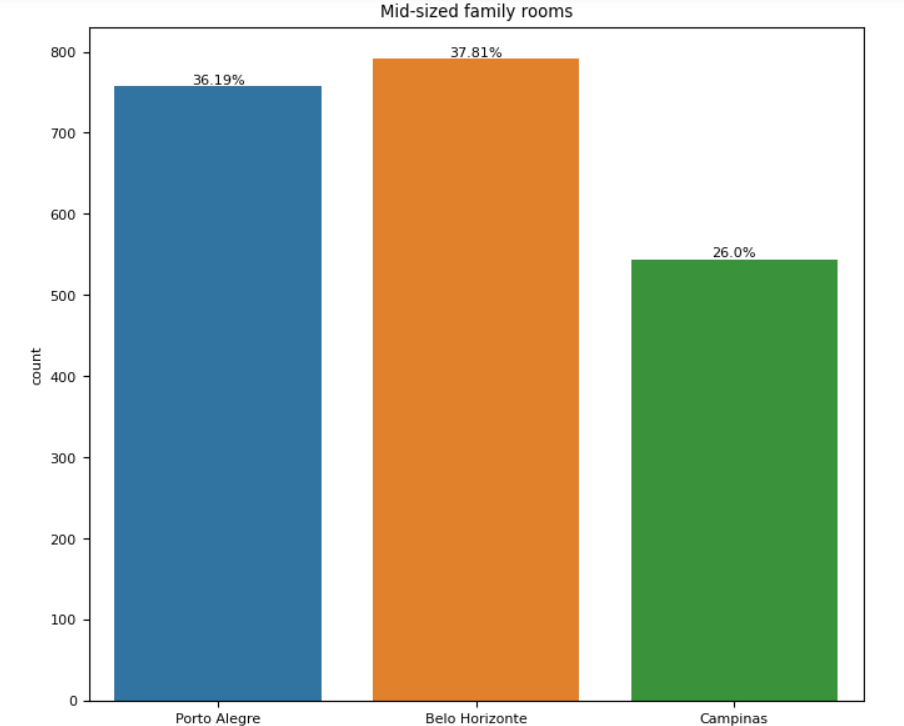 Mid-sized family rooms
800
700
600
500
400
300
200
100
0
count
36.19%
37.81%
26.0%
Porto Alegre
Belo Horizonte
Campinas